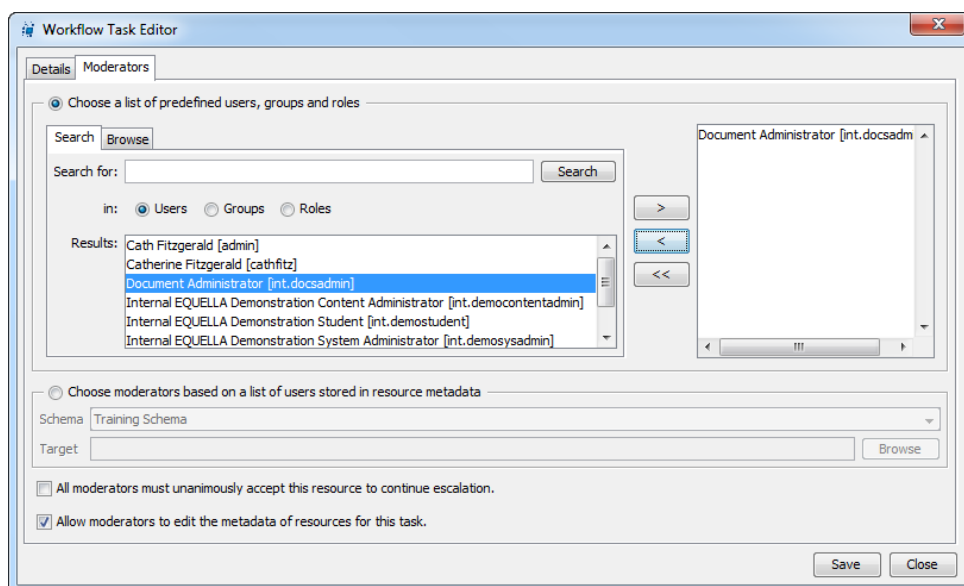 Workflow Task Editor
Details
Moderators
Choose a list of predefined users, groups and roles
Search
Browse
Search for:
Search
in:
Users
Groups
Roles
Results:
Cath Fitzgerald [admin]
Catherine Fitzgerald [cathfitz]
Document Administrator [int.docsadmin]
Internal EQUELLA Demonstration Content Administrator [int.democontentadmin]
Internal EQUELLA Demonstration Student [int.demostudent]
Internal EQUELLA Demonstration System Administrator [int.demosysadmin]
>
<
<<
Document Administrator [int.docsadm
Choose moderators based on a list of users stored in resource metadata
Schema
Training Schema
Target
Browse
All moderators must unanimously accept this resource to continue escalation.
Allow moderators to edit the metadata of resources for this task.
Save
Close